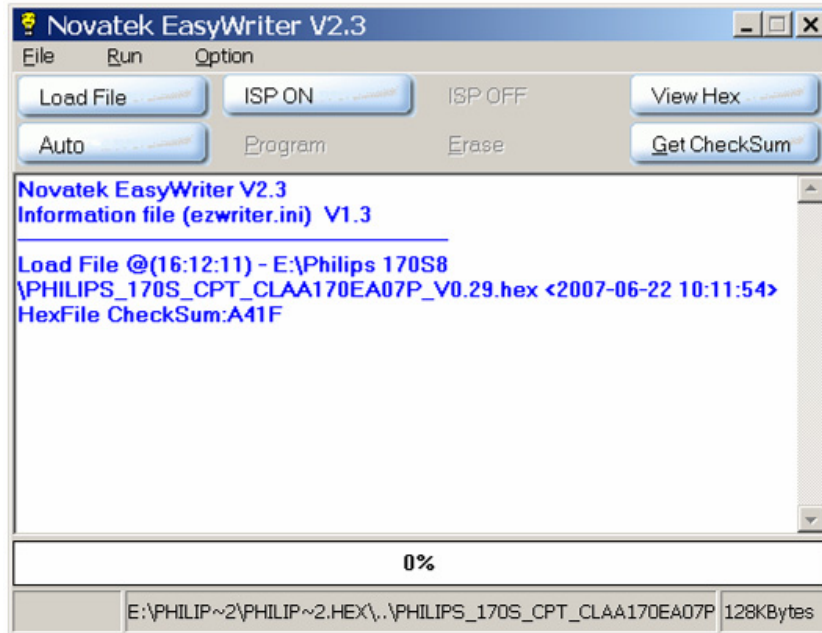 Novatek EasyWriter V2.3
File Run Option
Load File ISP ON ISP OFF View Hex
Auto Program Erase Get CheckSum
Novatek EasyWriter V2.3
Information file (ezwriter.ini) V1.3
Load File @(16:12:11) - E:\Philips 170S8
\PHILIPS_170S_CPT_CLAA170EA07P_V0.29.hex <2007-06-22 10:11:54>
HexFile CheckSum:A41F
0%
E:\PHILIP~2\PHILIP~2.HEX\..\PHILIPS_170S_CPT_CLAA170EA07P 128KBytes